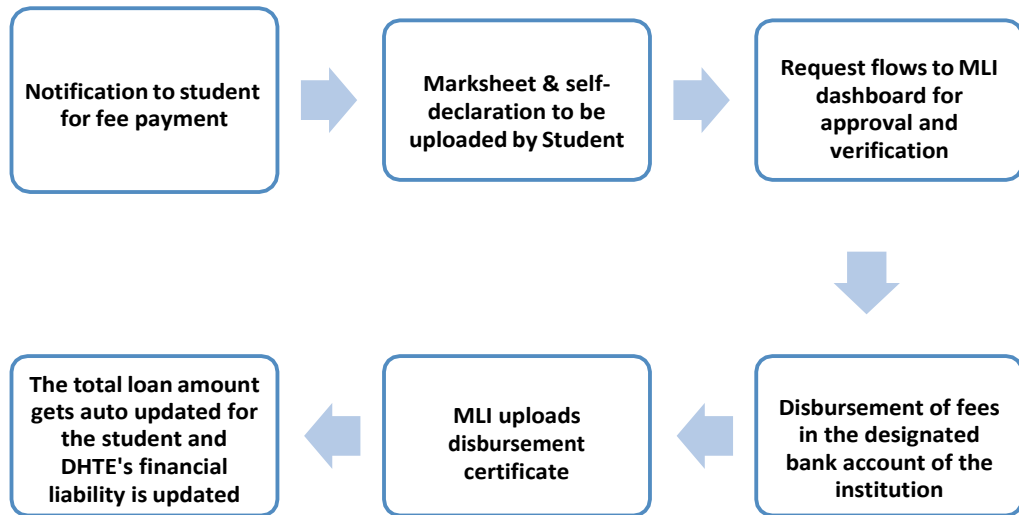 Notification to student
for fee payment
Marksheet & self-
declaration to be
uploaded by Student
Request flows to MLI
dashboard for
approval and
verification
Disbursement of fees
in the designated
bank account of the
institution
MLI uploads
disbursement
certificate
The total loan amount
gets auto updated for
the student and
DHTE's financial
liability is updated